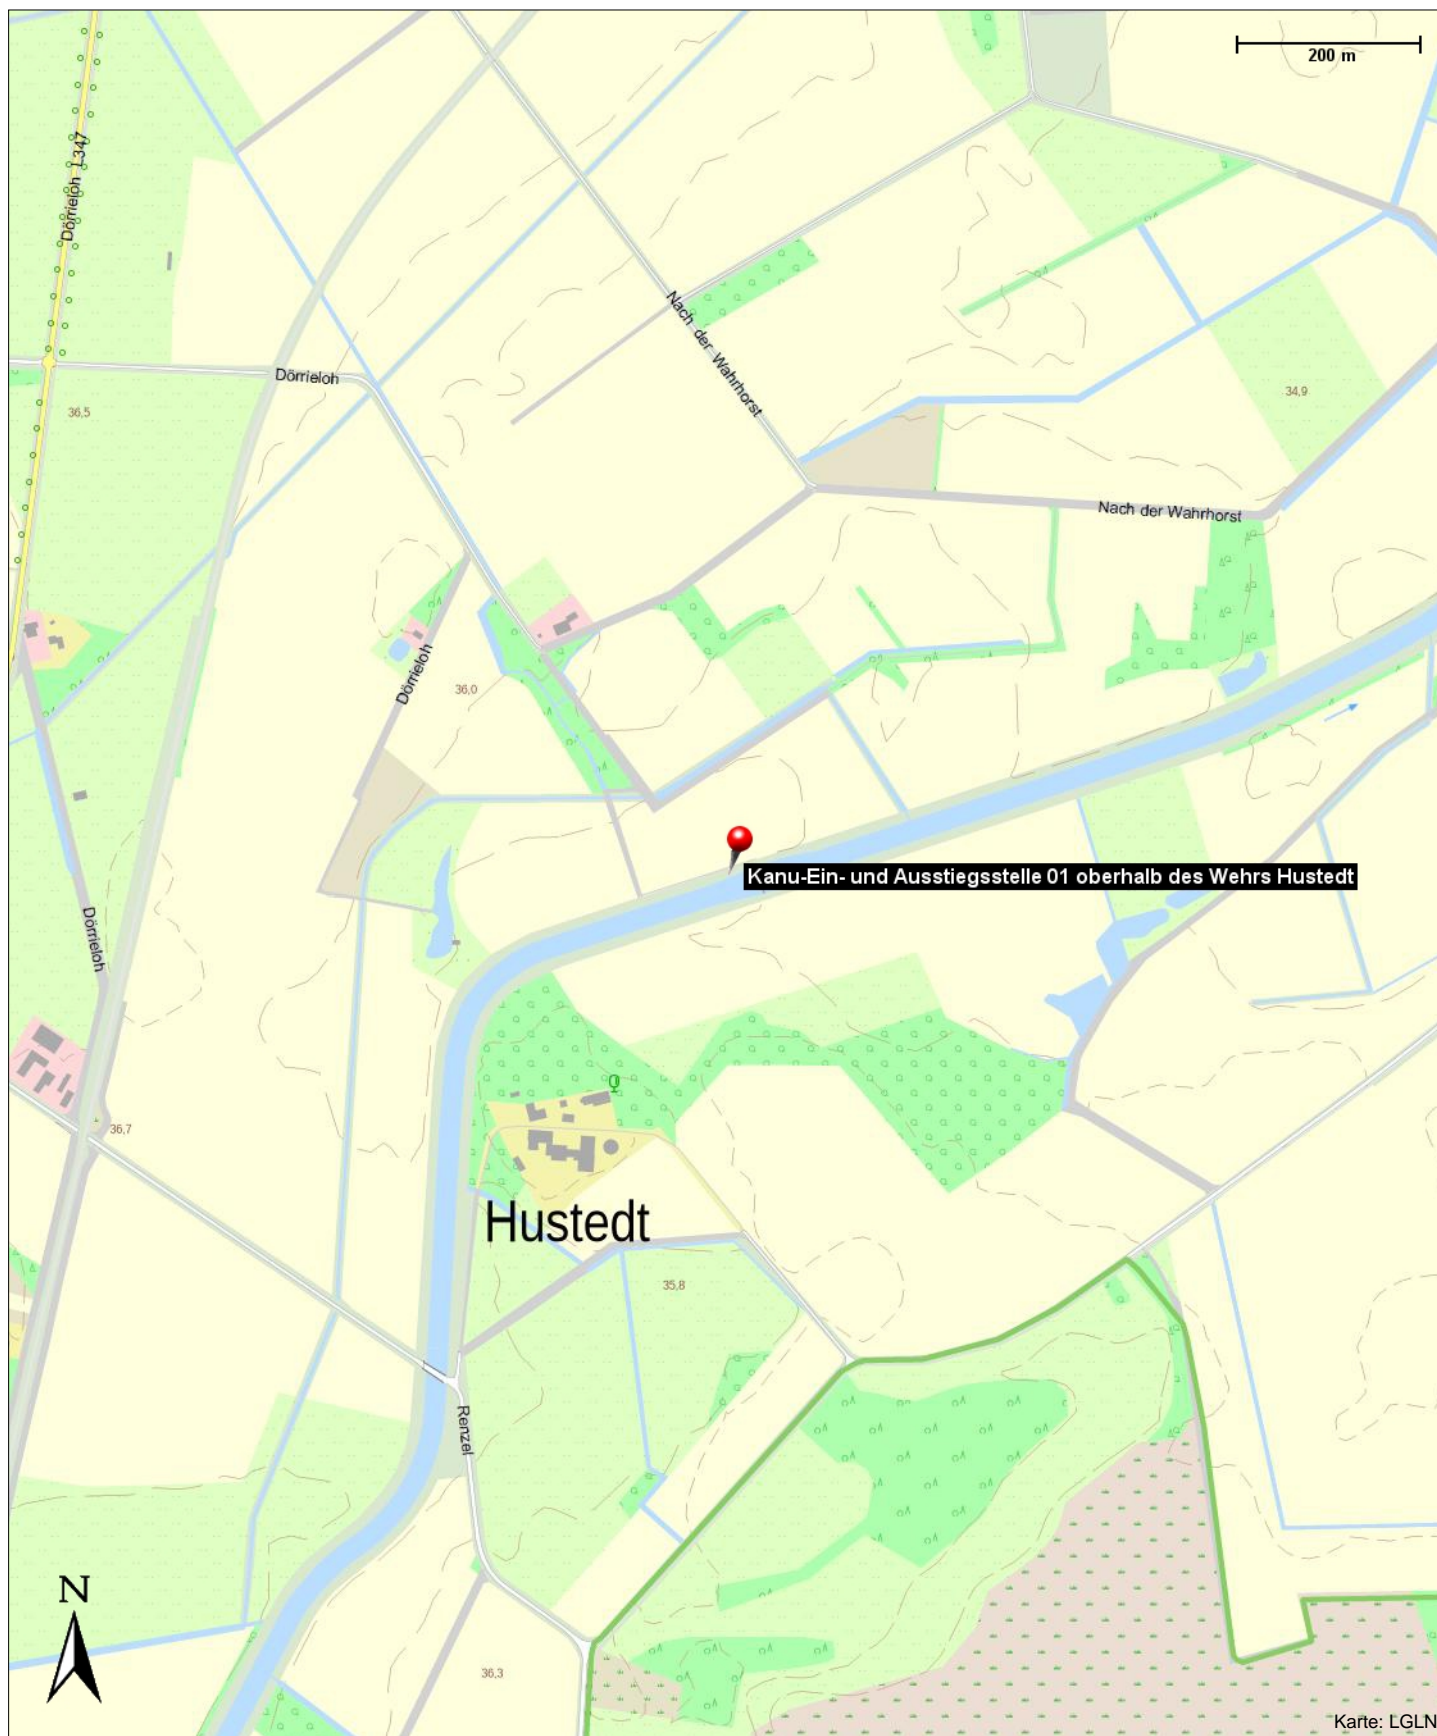 200 m
Dörrieloh L347
Nach der Wahrhorst
Dörrieloh
34,9
36,5
Nach der Wahrhorst
Dörrieloh
36,0
Kanu-Ein- und Ausstiegsstelle 01 oberhalb des Wehrs Hustedt
Dörrieloh
36,7
Hustedt
35,8
Renzel
N
36,3
Karte: LGLN